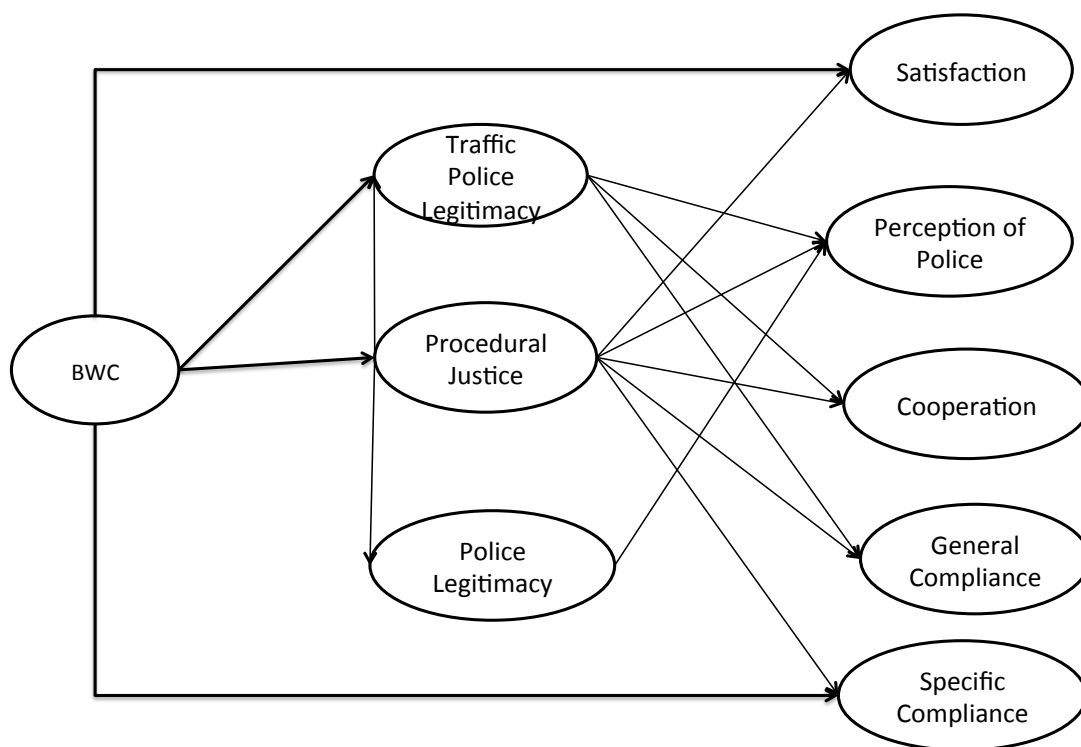 Satisfaction
Traffic
Police
Legitimacy
Perception of
Police
Procedural
Justice
BWC
Cooperation
Police
Legitimacy
General
Compliance
Specific
Compliance